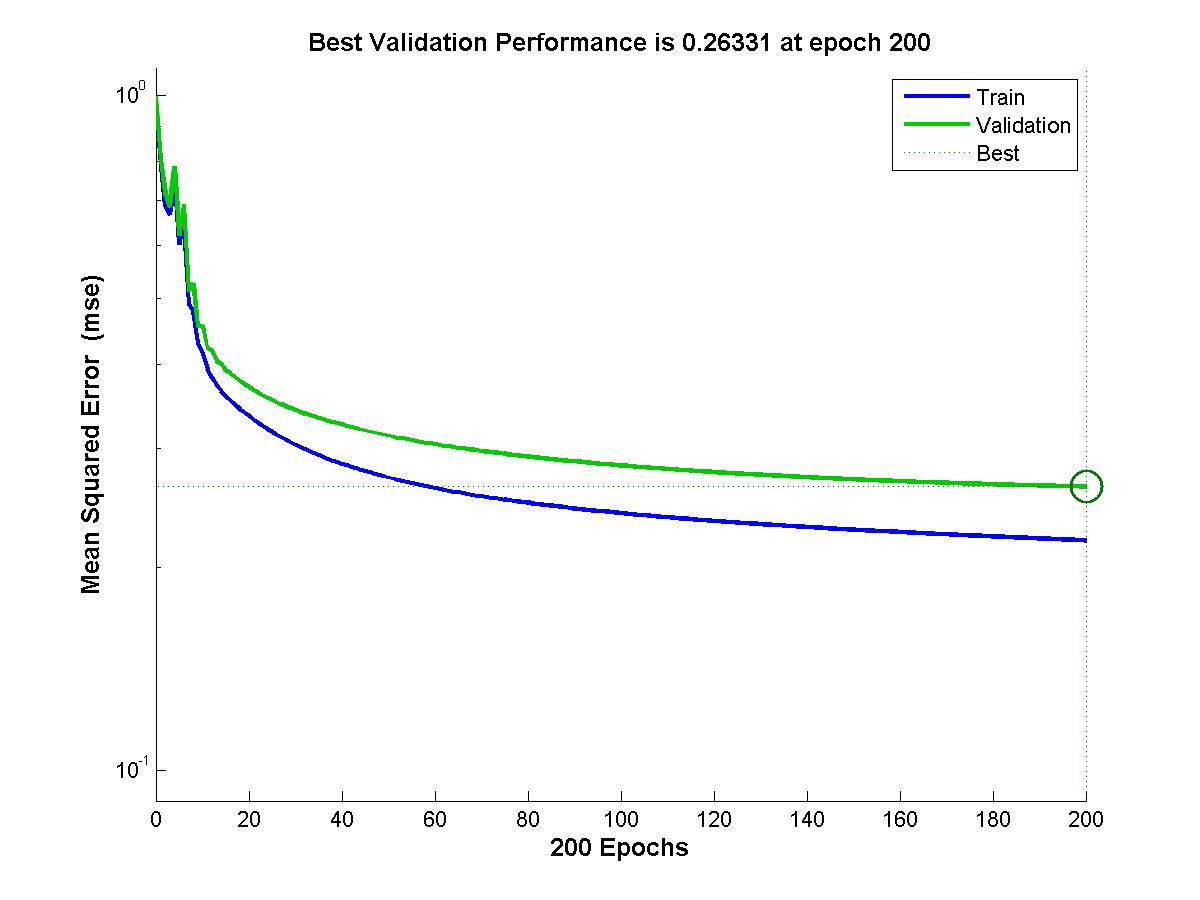 Best Validation Performance is 0.26331 at epoch 200
10^0
Train
Validation
Best
Mean Squared Error (mse)
10^-1
0 20 40 60 80 100 120 140 160 180 200
200 Epochs